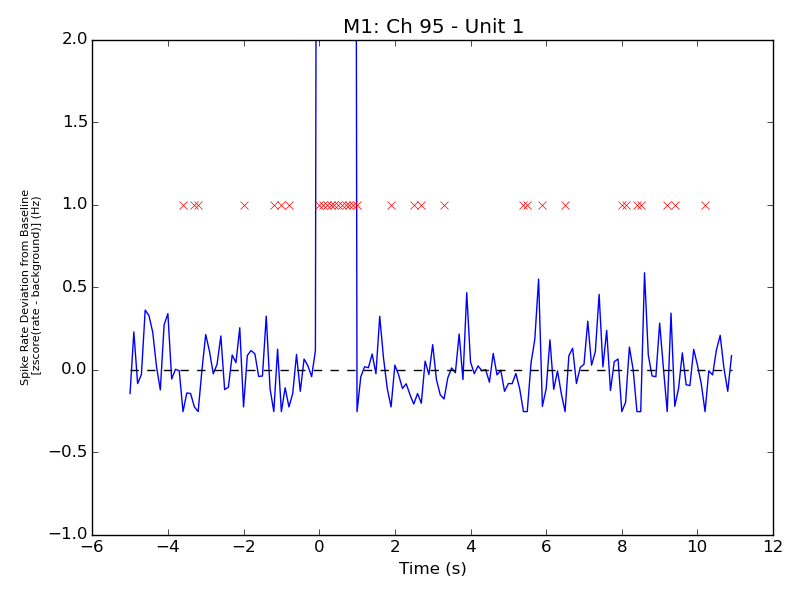 M1: Ch 95 - Unit 1
2.0
1.5
1.0
0.5
0.0
−0.5
−1.0
Spike Rate Deviation from Baseline
[zscore(rate - background)] (Hz)
−6 −4 −2 0 2 4 6 8 10 12
Time (s)